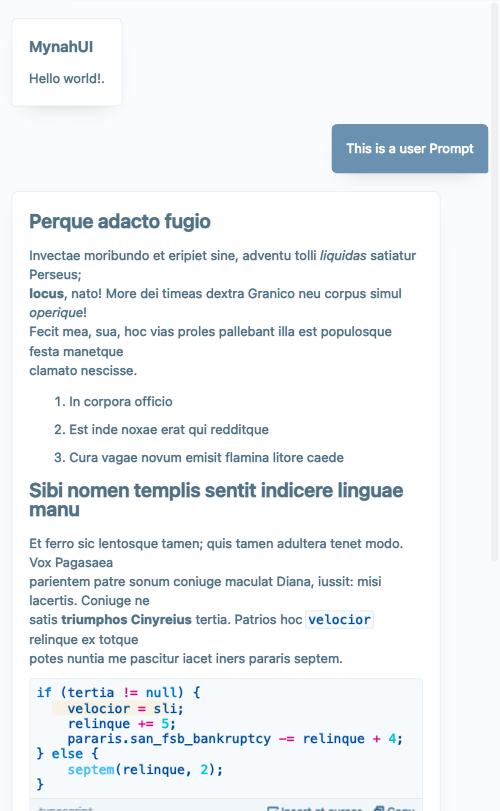 MynahUI
Hello world!.
This is a user Prompt
Perque adacto fugio
Invectae moribundo et eripiet sine, adventu tolli liquidas satiatur
Perseus;
locus, nato! More dei timeas dextra Granico neu corpus simul
operique!
Fecit mea, sua, hoc vias proles pallebant illa est populosque
festa manetque
clamato nescisse.
1. In corpora officio
2. Est inde noxae erat qui redditque
3. Cura vagae novum emisit flamina litore caede
Sibi nomen templis sentit indicere linguae
manu
Et ferro sic lentosque tamen; quis tamen adultera tenet modo.
Vox Pagasaea
parientem patre sonum coniuge maculat Diana, iussit: misi
lacertis. Coniuge ne
satis triumphos Cinyreius tertia. Patrios hoc velocior
relinque ex totque
potes nuntia me pascitur iacet iners pararis septem.
if (tertia != null) {
    velocior = sli;
    relinque += 5;
    pararis.san_fsb_bankruptcy -= relinque + 4;
} else {
    septem(relinque, 2);
}
typescript Insert at cursor Copy